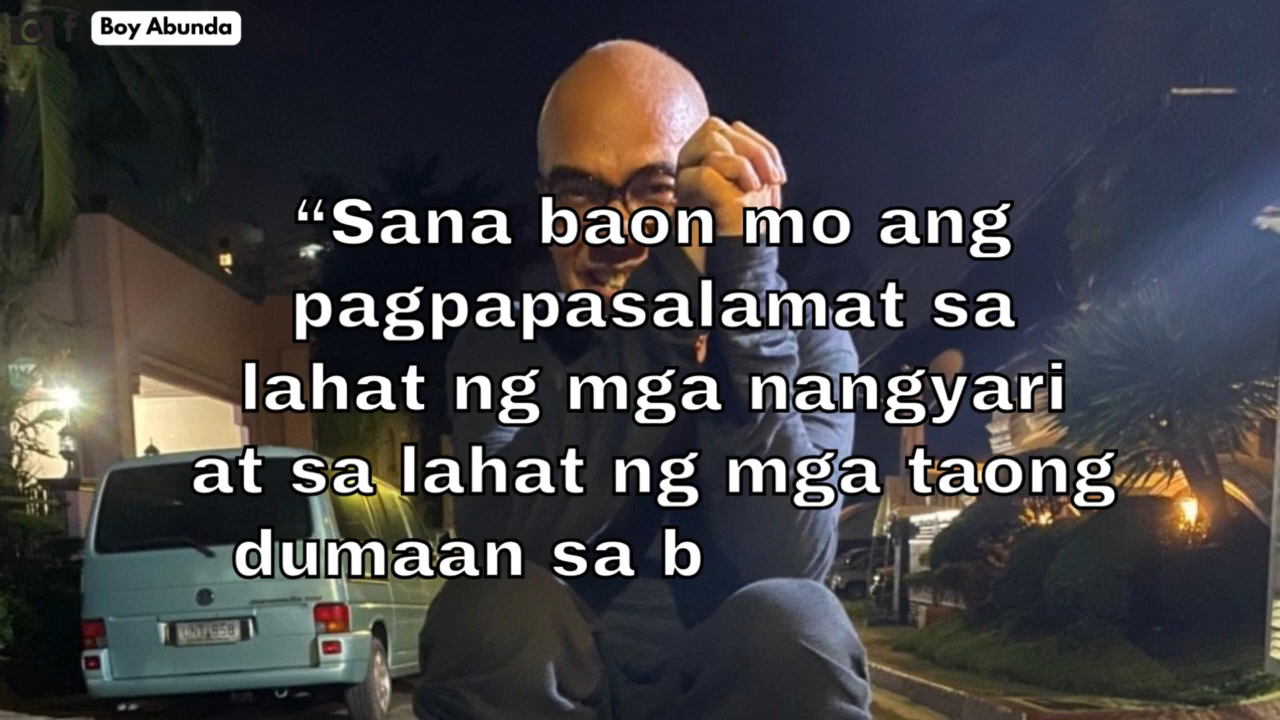 Boy Abunda
“Sana baon mo ang
pagpapasalamat sa
lahat ng mga nangyari
at sa lahat ng mga taong
dumaan sa b